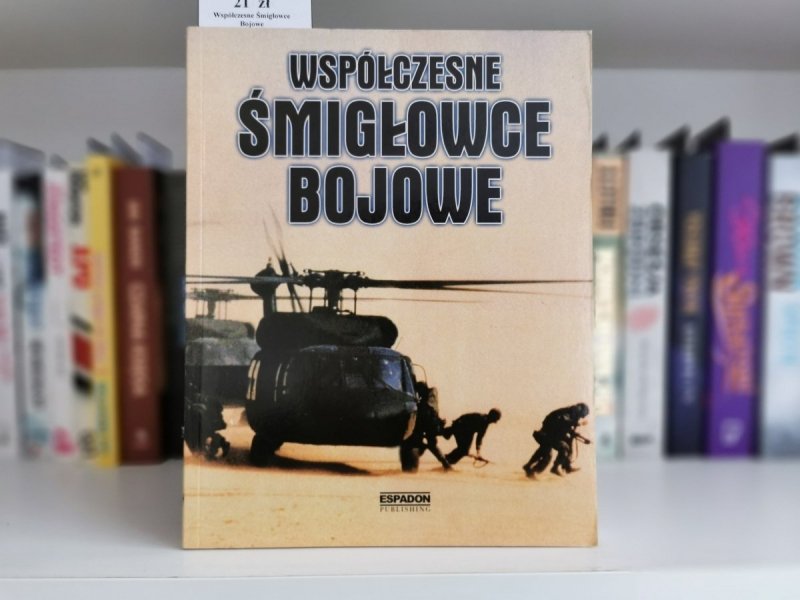 21 zł
Współczesne Śmigłowce
Bojowe
WSPÓŁCZESNE
ŚMIGŁOWCE
BOJOWE
ESPADON
PUBLISHING